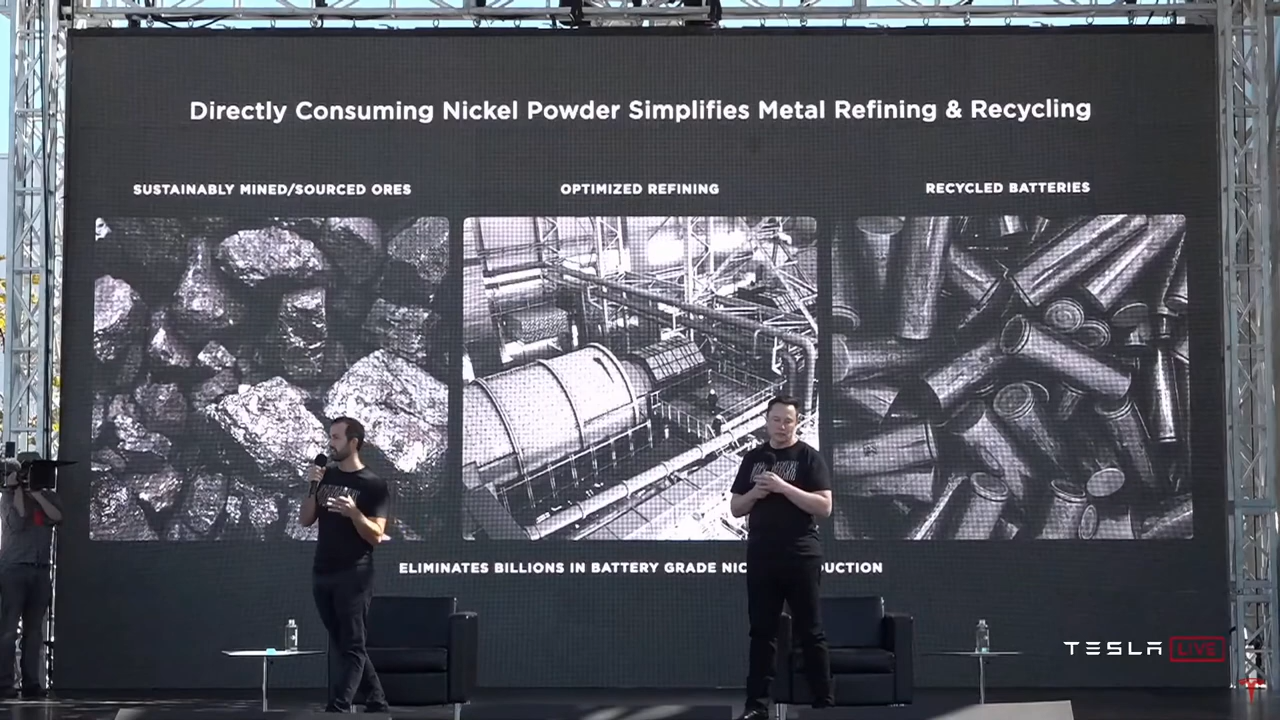 Directly Consuming Nickel Powder Simplifies Metal Refining & Recycling
SUSTAINABLY MINED/SOURCED ORES
OPTIMIZED REFINING
RECYCLED BATTERIES
ELIMINATES BILLIONS IN BATTERY GRADE
TESLA LIVE